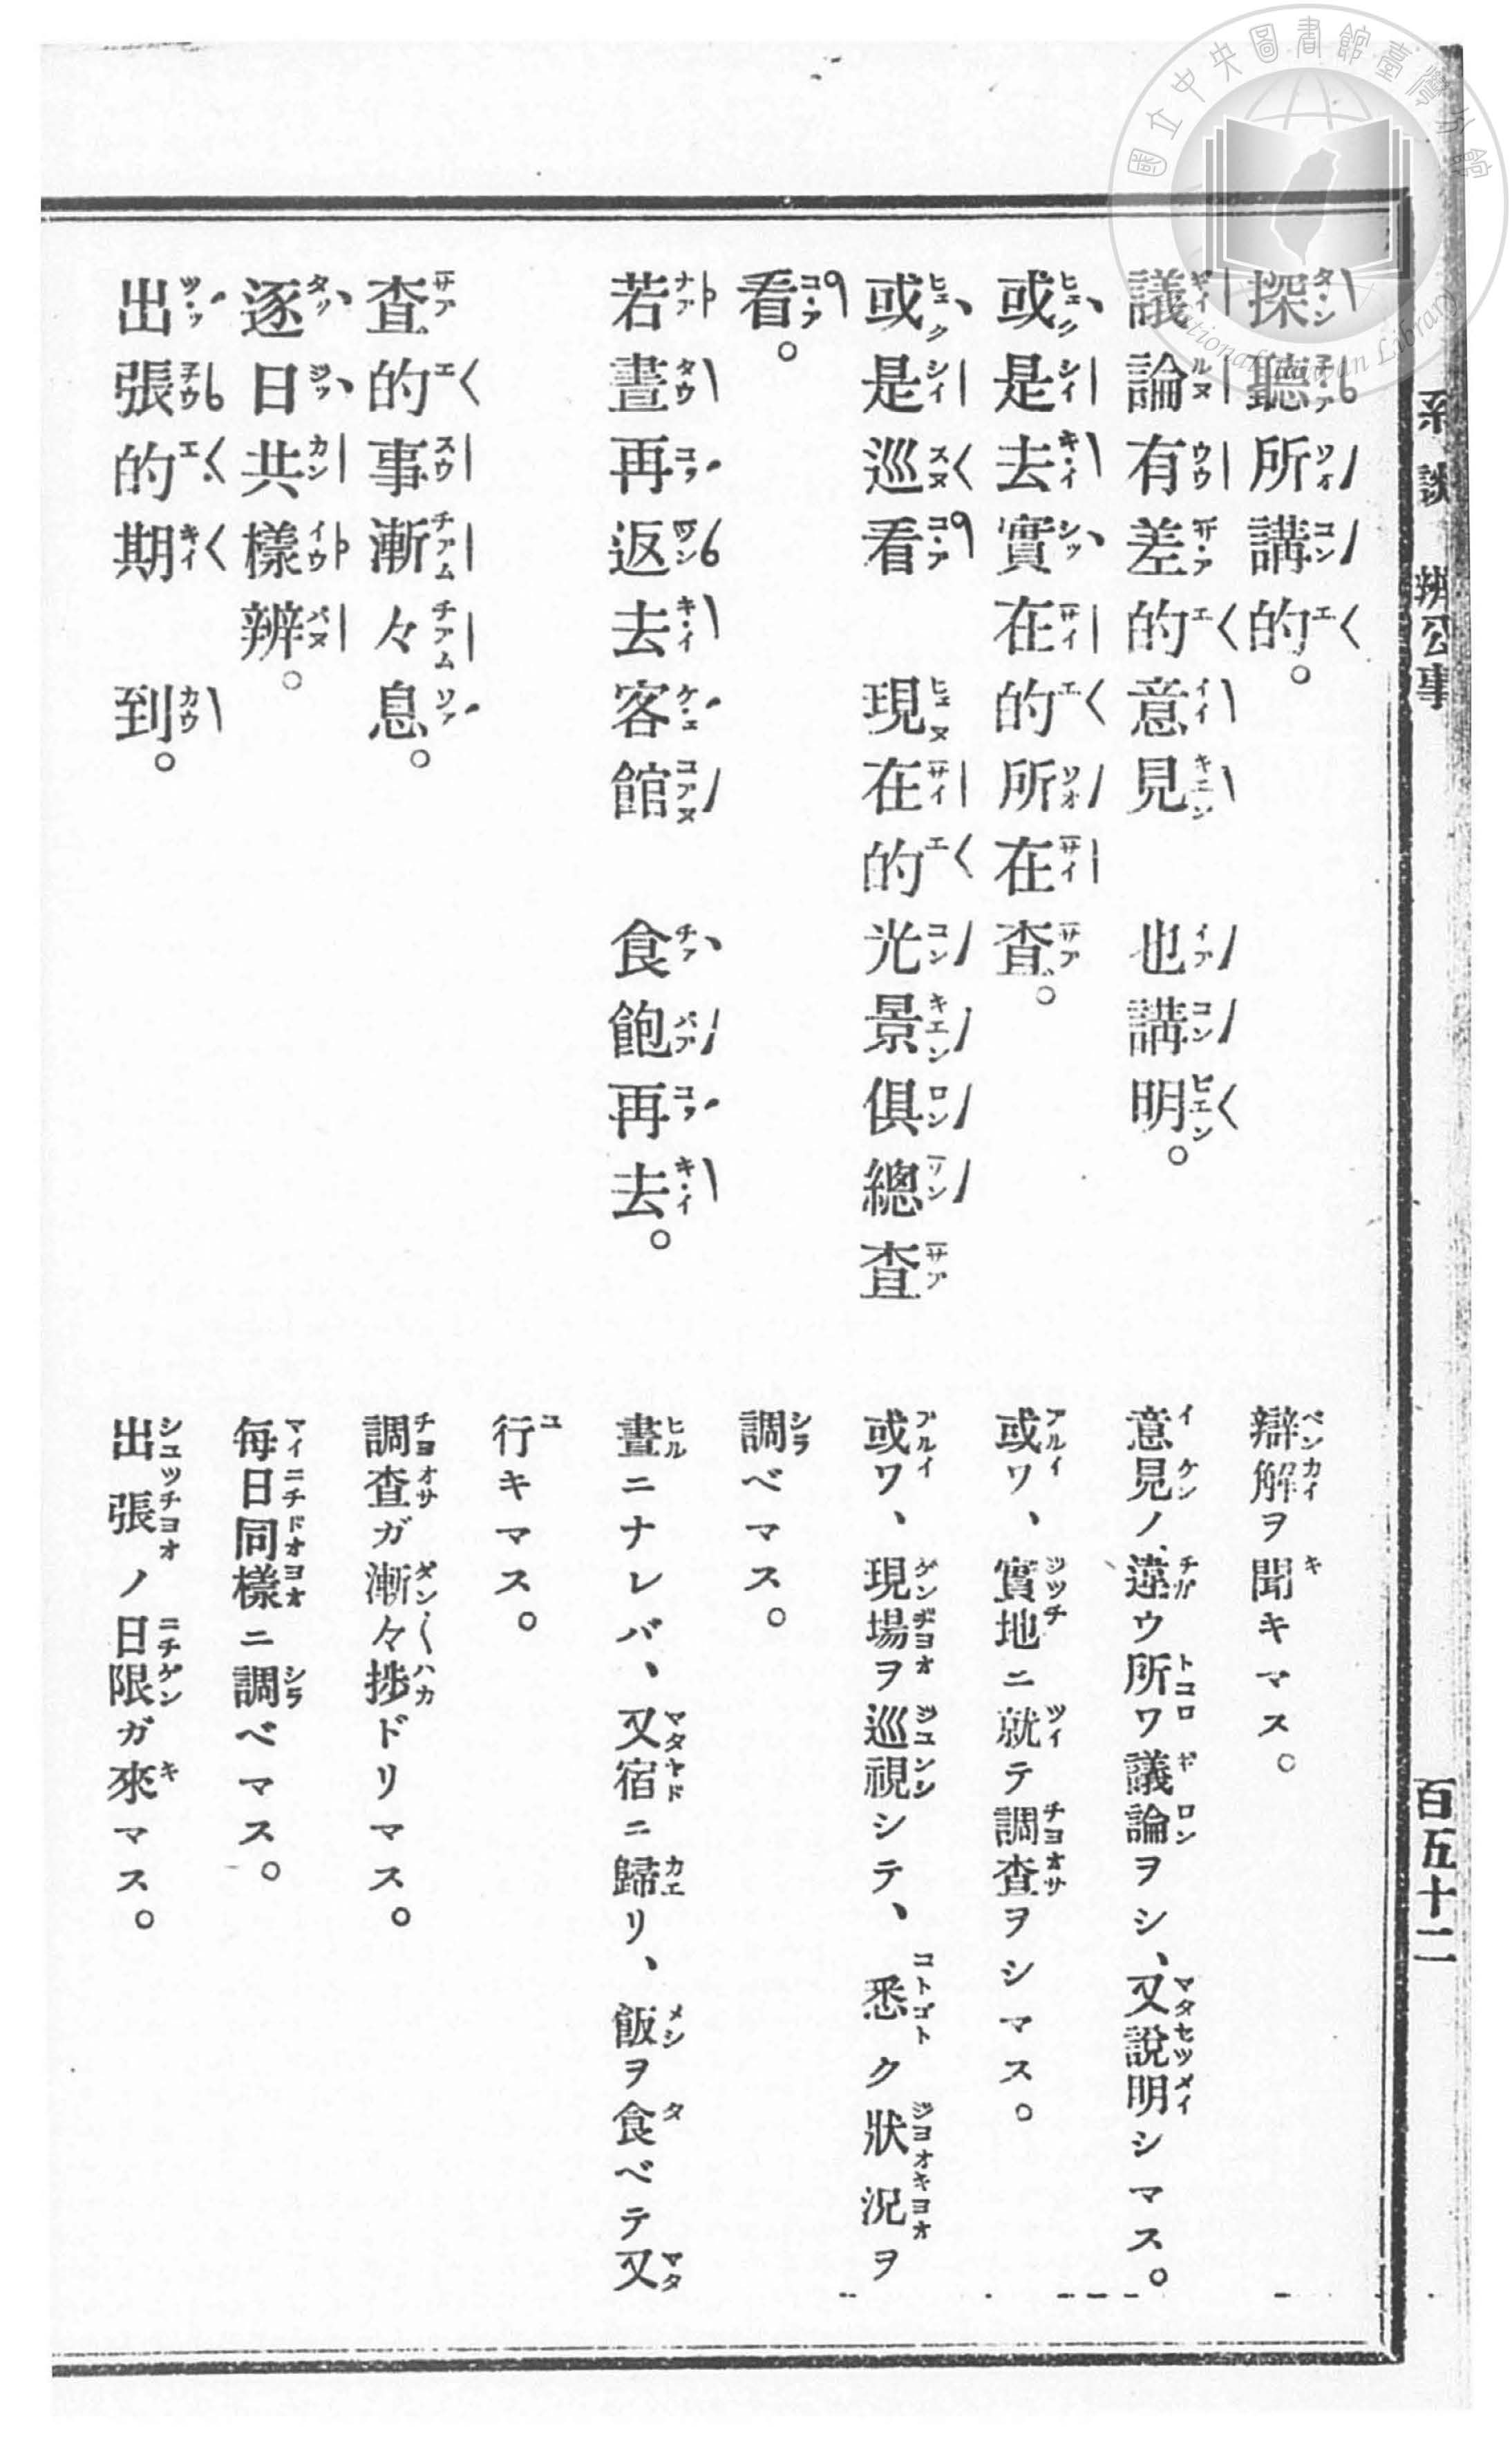 系談 辨公事 百五十二
探聽所講的。
辯解ヲ聞キマス。
議論有差的意見 也講明。
意見ノ違ウ所ワ議論ヲシ、又說明シマス。
或是去實在的所在查。
或ワ、實地ニ就テ調查ヲシマス。
或是巡看 現在的光景俱總查
看。
或ワ、現場ヲ巡視シテ、悉ク狀況ヲ
調ベマス。
若晝再返去客館 食飽再去。
晝ニナレバ、又宿ニ歸リ、飯ヲ食ベテ又
行キマス。
查的事漸々息。
調查ガ漸々捗ドリマス。
逐日共樣辨。
每日同樣ニ調ベマス。
出張的期 到。
出張ノ日限ガ來マス。
國立中央圖書館臺灣分館
National Taiwan Library